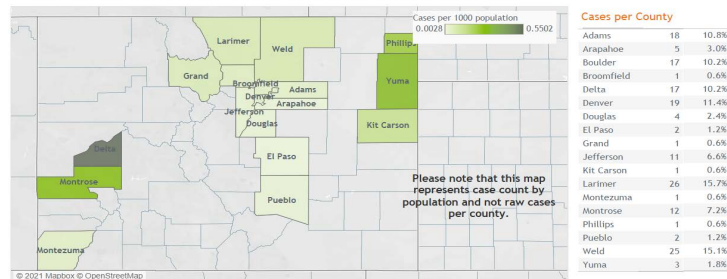 Cases per 1000 population
0.0028 0.5502
Larimer
Weld
Phillips
Grand
Yuma
Broomfield
Adams
Denver
Arapahoe
Jefferson
Douglas
Kit Carson
Delta
El Paso
Montrose
Pueblo
Montezuma
Please note that this map
represents case count by
population and not raw cases
per county.
© 2021 Mapbox © OpenStreetMap
Cases per County
Adams 18 10.8%
Arapahoe 5 3.0%
Boulder 17 10.2%
Broomfield 1 0.6%
Delta 17 10.2%
Denver 19 11.4%
Douglas 4 2.4%
El Paso 2 1.2%
Grand 1 0.6%
Jefferson 11 6.6%
Kit Carson 1 0.6%
Larimer 26 15.7%
Montezuma 1 0.6%
Montrose 12 7.2%
Phillips 1 0.6%
Pueblo 2 1.2%
Weld 25 15.1%
Yuma 3 1.8%